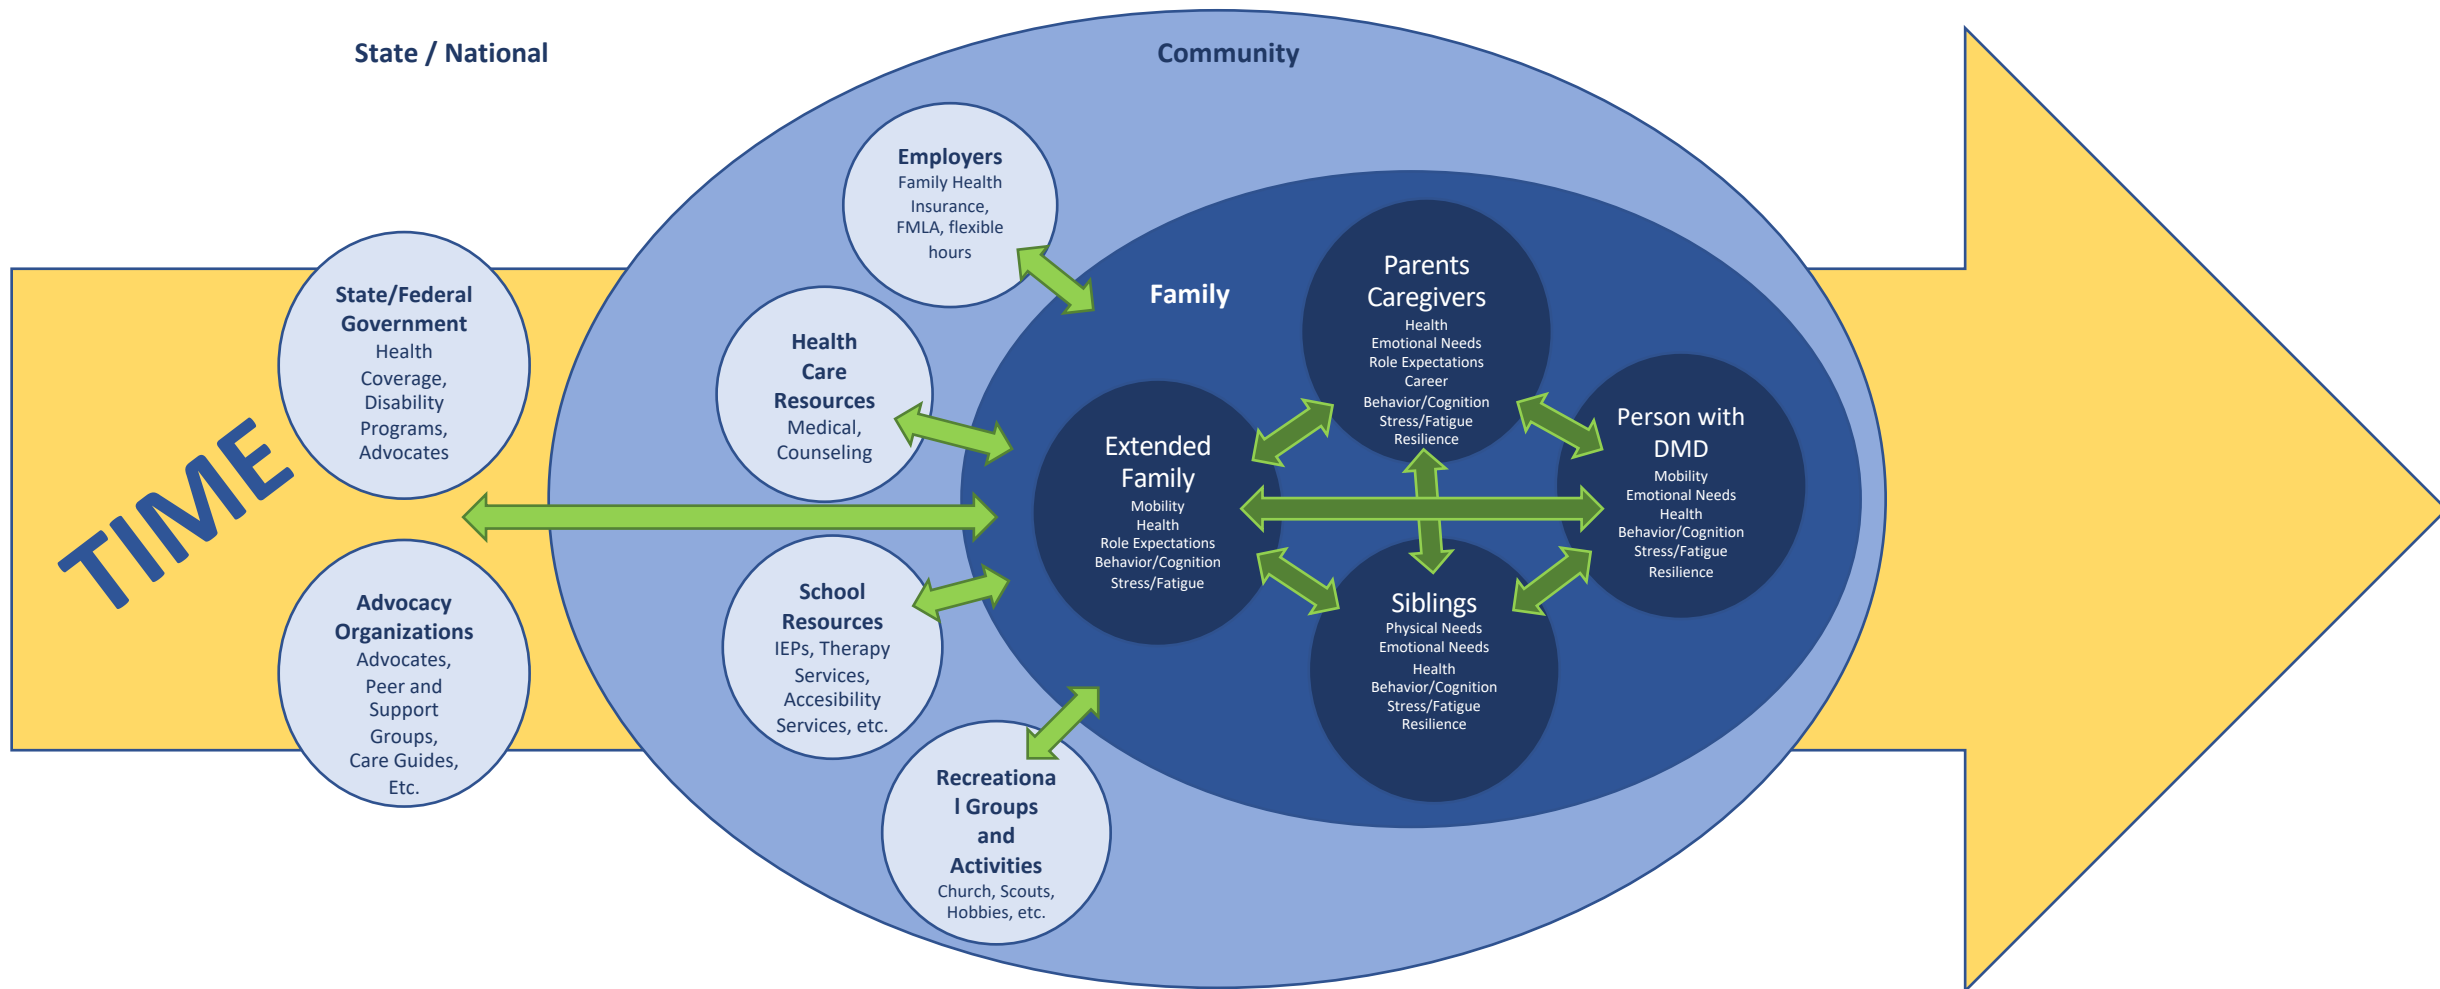 State / National
Community
TIME
State/Federal
Government
Health
Coverage,
Disability
Programs,
Advocates
Advocacy
Organizations
Advocates,
Peer and
Support
Groups,
Care Guides,
Etc.
Employers
Family Health
Insurance,
FMLA, flexible
hours
Health
Care
Resources
Medical,
Counseling
School
Resources
IEPs, Therapy
Services,
Accesibility
Services, etc.
Recreationa
l Groups
and
Activities
Church, Scouts,
Hobbies, etc.
Family
Extended
Family
Mobility
Health
Role Expectations
Behavior/Cognition
Stress/Fatigue
Parents
Caregivers
Health
Emotional Needs
Role Expectations
Career
Behavior/Cognition
Stress/Fatigue
Resilience
Person with
DMD
Mobility
Emotional Needs
Health
Behavior/Cognition
Stress/Fatigue
Resilience
Siblings
Physical Needs
Emotional Needs
Health
Behavior/Cognition
Stress/Fatigue
Resilience